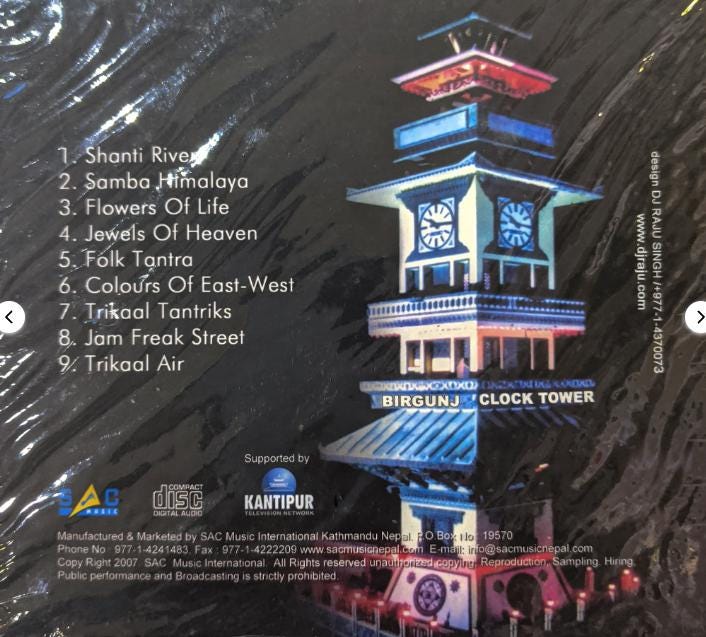 1. Shanti River
2. Samba Himalaya
3. Flowers Of Life
4. Jewels Of Heaven
5. Folk Tantra
6. Colours Of East-West
7. Trikaal Tantriks
8. Jam Freak Street
9. Trikaal Air
BIRGUNJ CLOCK TOWER
design DJ RAJU SINGH /+977-1-4370073
www.djraju.com
SAC
MUSIC
COMPACT
disc
DIGITAL AUDIO
Supported by
KANTIPUR
TELEVISION NETWORK
Manufactured & Marketed by SAC Music International Kathmandu Nepal. P.O.Box No : 19570
Phone No : 977-1-4241483, Fax : 977-1-4222209 www.sacmusicnepal.com E-mail: info@sacmusicnepal.com
Copy Right 2007. SAC Music International. All Rights reserved unauthorized copying, Reproduction, Sampling. Hiring.
Public performance and Broadcasting is strictly prohibited.